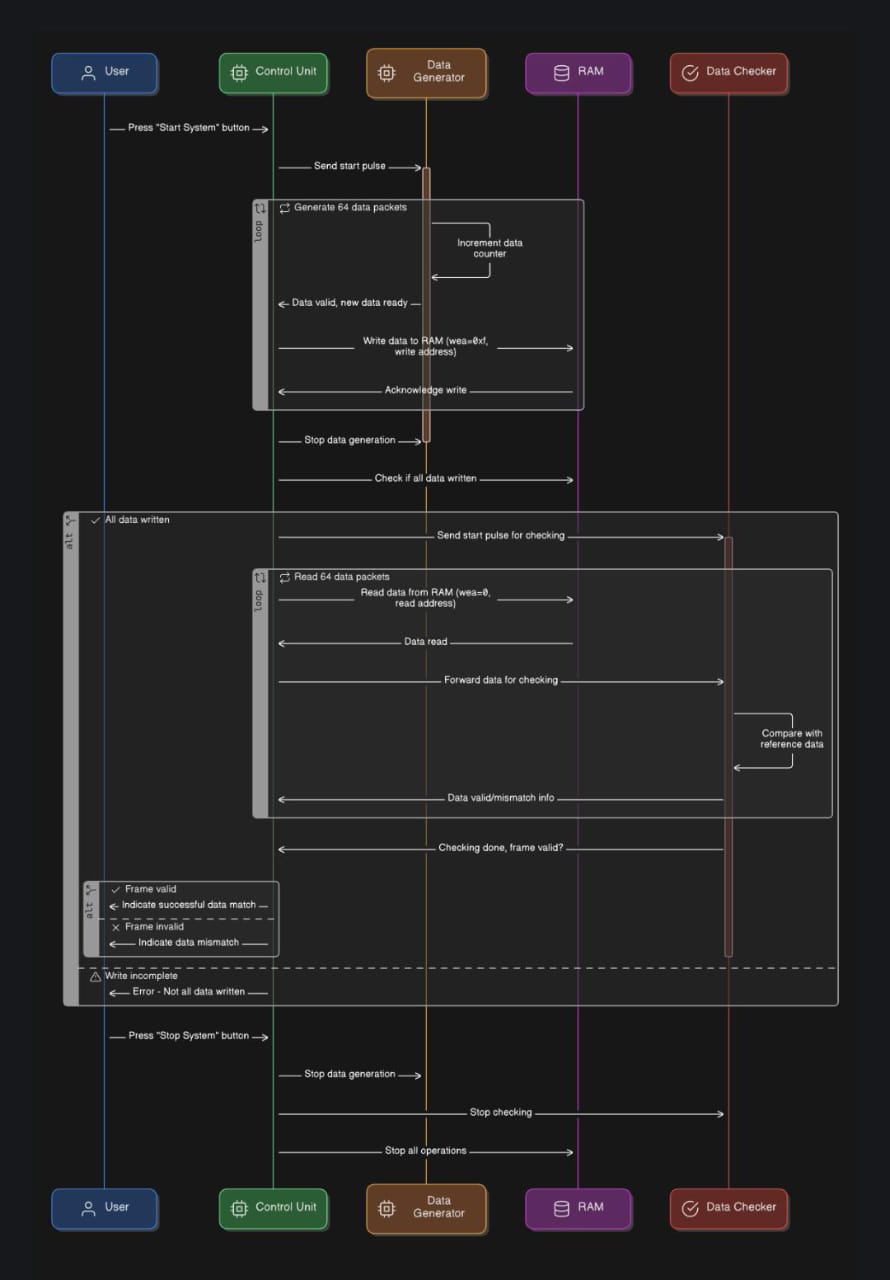 User
Control Unit
Data
Generator
RAM
Data Checker
Press "Start System" button
Send start pulse
loop
Generate 64 data packets
Increment data
counter
Data valid, new data ready
Write data to RAM (wea=0xf,
write address)
Acknowledge write
Stop data generation
Check if all data written
alt
All data written
Send start pulse for checking
loop
Read 64 data packets
Read data from RAM (wea=0,
read address)
Data read
Forward data for checking
Compare with
reference data
Data valid/mismatch info
Checking done, frame valid?
alt
Frame valid
Indicate successful data match
Frame invalid
Indicate data mismatch
Write incomplete
Error - Not all data written
Press "Stop System" button
Stop data generation
Stop checking
Stop all operations
User
Control Unit
Data
Generator
RAM
Data Checker